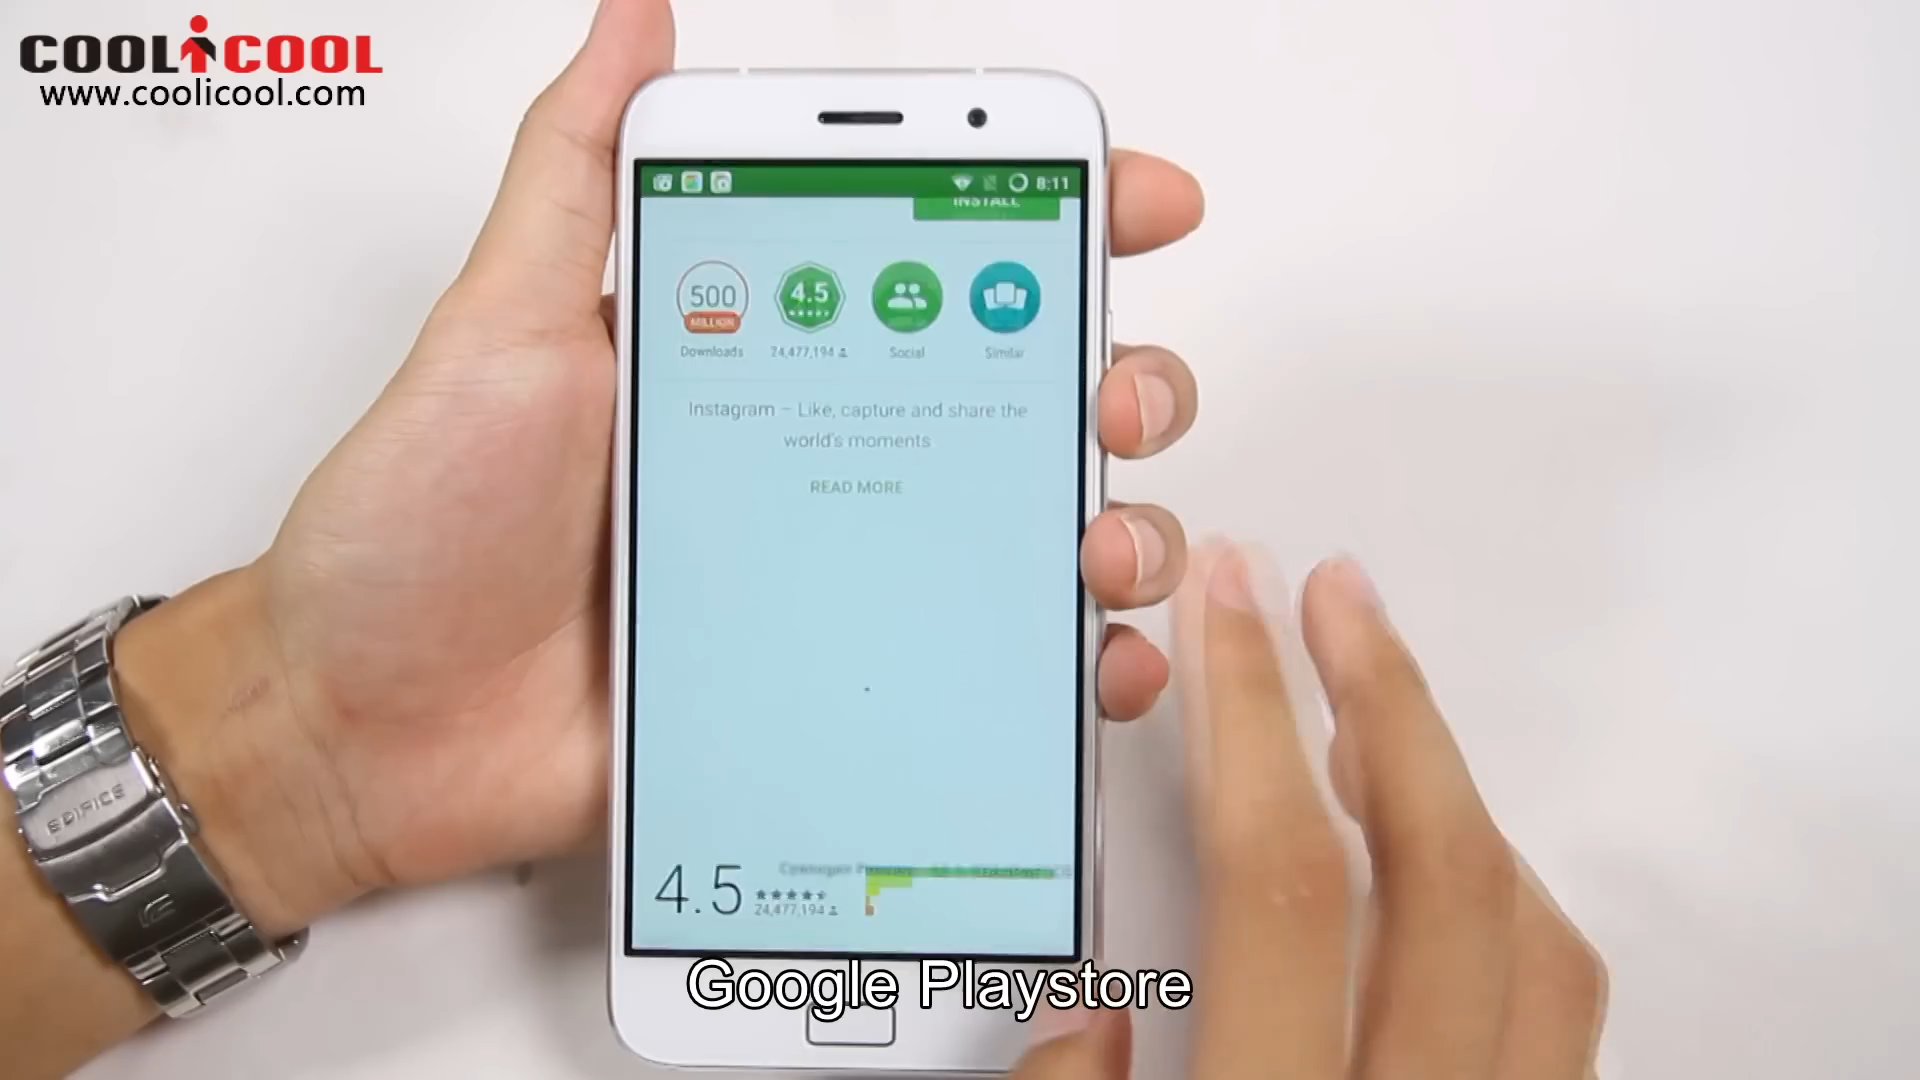 COOLiCOOL
www.coolicool.com
8:11
INSTALL
500
MILLION
4.5
Downloads
24,477,194
Social
Similar
Instagram – Like, capture and share the
world's moments
READ MORE
4.5
24,477,194
EDIFICE
Google Playstore